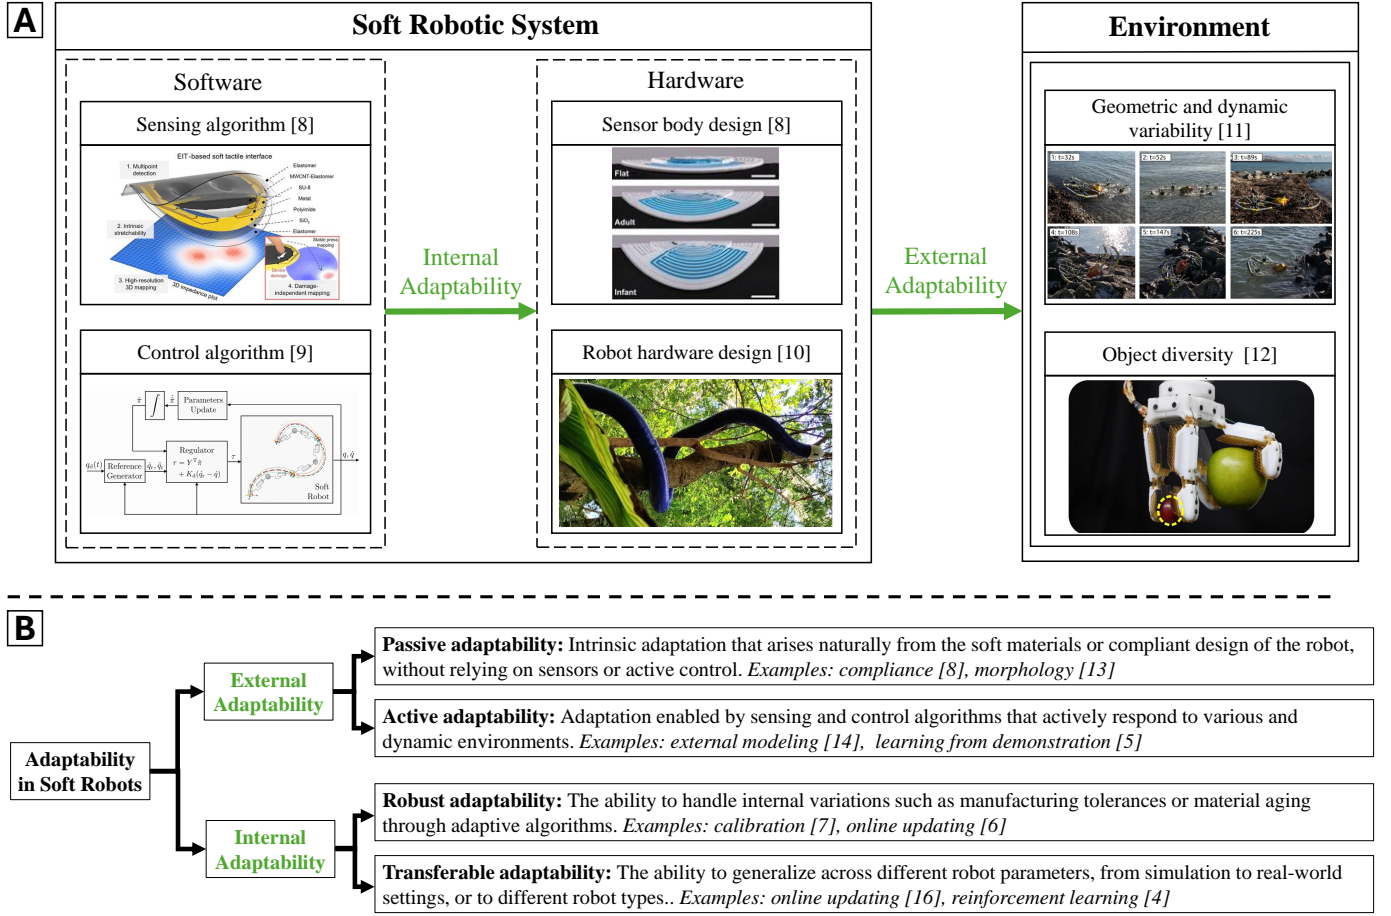 A
Soft Robotic System
Software
Sensing algorithm [8]
EIT-based soft tactile interface
1. Multipoint
detection
Elastomer
MWCNT-Elastomer
SU-8
Metal
Polyimide
SiO2
Elastomer
2. Intrinsic
stretchability
Stable press
mapping
Onsite
damage
3. High-resolution
3D mapping
3D impedance plot
4. Damage-
independent mapping
Control algorithm [9]
Parameters
Update
Reference
Generator
Regulator
Soft
Robot
Internal
Adaptability
Hardware
Sensor body design [8]
Flat
Adult
Infant
Robot hardware design [10]
External
Adaptability
Environment
Geometric and dynamic
variability [11]
1: t=32s
2: t=52s
3: t=89s
4: t=108s
5: t=147s
6: t=225s
Object diversity [12]
B
Adaptability
in Soft Robots
External
Adaptability
Passive adaptability: Intrinsic adaptation that arises naturally from the soft materials or compliant design of the robot,
without relying on sensors or active control. Examples: compliance [8], morphology [13]
Active adaptability: Adaptation enabled by sensing and control algorithms that actively respond to various and
dynamic environments. Examples: external modeling [14], learning from demonstration [5]
Internal
Adaptability
Robust adaptability: The ability to handle internal variations such as manufacturing tolerances or material aging
through adaptive algorithms. Examples: calibration [7], online updating [6]
Transferable adaptability: The ability to generalize across different robot parameters, from simulation to real-world
settings, or to different robot types.. Examples: online updating [16], reinforcement learning [4]